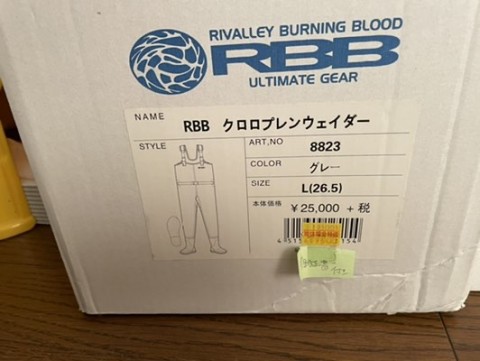 RIVALLEY BURNING BLOOD
RBB
ULTIMATE GEAR
NAME
RBB クロロプレンウェイダー
STYLE
ART,NO
8823
COLOR
グレー
SIZE
L(26.5)
本体価格
¥25,000 +税